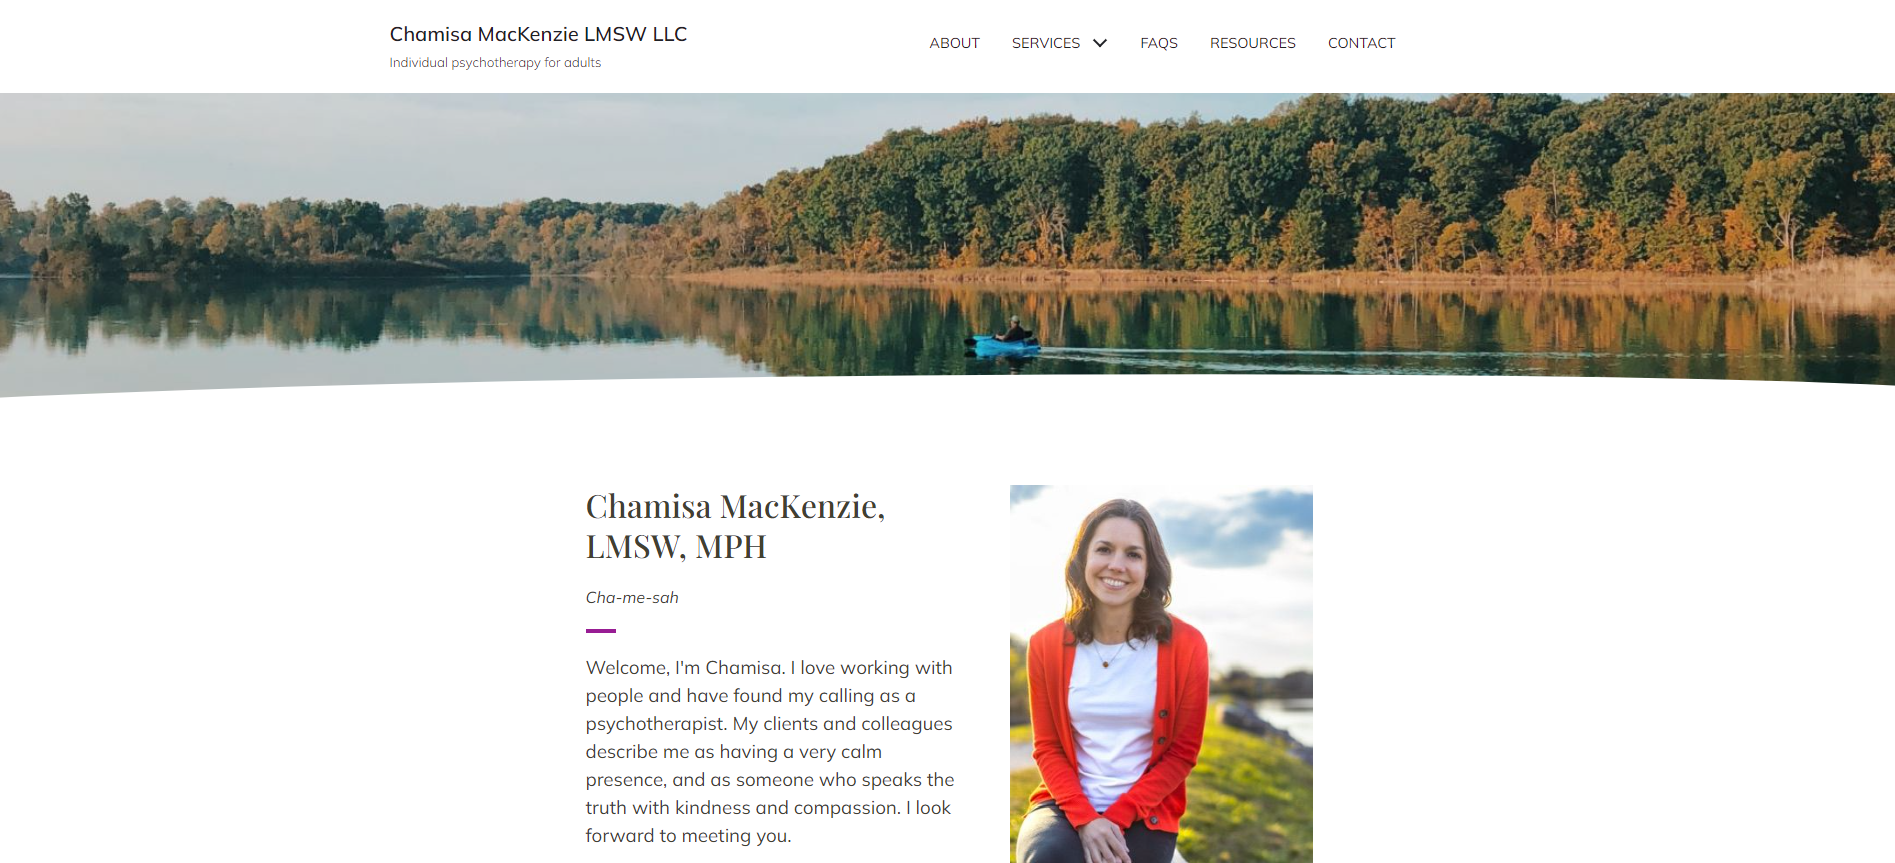 Chamisa MacKenzie LMSW LLC
Individual psychotherapy for adults
ABOUT SERVICES FAQS RESOURCES CONTACT
Chamisa MacKenzie,
LMSW, MPH
Cha-me-sah
Welcome, I'm Chamisa. I love working with
people and have found my calling as a
psychotherapist. My clients and colleagues
describe me as having a very calm
presence, and as someone who speaks the
truth with kindness and compassion. I look
forward to meeting you.